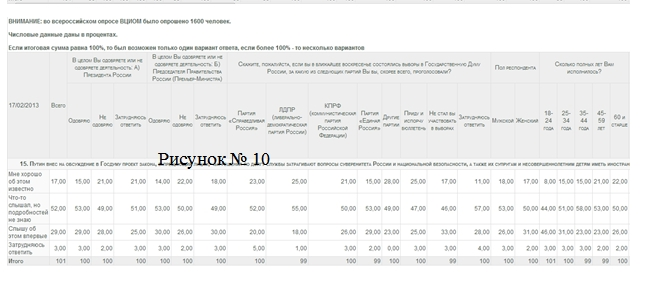 ВНИМАНИЕ: во всероссийском опросе ВЦИОМ было опрошено 1600 человек.
Числовые данные даны в процентах.
Если итоговая сумма равна 100%, то был возможен только один вариант ответа, если более 100% - то несколько вариантов
17/02/2013 Всего В целом Вы одобряете или не одобряете деятельность: А) Президента России В целом Вы одобряете или не одобряете деятельность: Б) Председателя Правительства России (Премьер-Министра) Скажите, пожалуйста, если бы в ближайшее воскресенье состоялись выборы в Государственную Думу России, за какую из следующих партий Вы бы, скорее всего, проголосовали? Пол респондента Сколько полных лет Вам исполнилось?
Одобряю Не одобряю Затрудняюсь ответить Одобряю Не одобряю Затрудняюсь ответить Партия «Справедливая Россия» ЛДПР (либерально-демократическая партия России) КПРФ (коммунистическая партия Российской Федерации) Партия «Единая Россия» Другие партии Приду и испорчу бюллетень Не стал бы участвовать в выборах Затрудняюсь ответить Мужской Женский 18-24 года 25-34 года 35-44 года 45-59 лет 60 и старше
15. Путин внес на обсуждение в Госдуму проект закона, затрагивают вопросы суверенитета России и национальной безопасности, а также их супругам и несовершеннолетним детям иметь
Рисунок № 10
Мне хорошо об этом известно 17,00 15,00 21,00 21,00 14,00 22,00 18,00 23,00 25,00 21,00 15,00 28,00 25,00 17,00 11,00 18,00 17,00 8,00 15,00 15,00 21,00 22,00
Что-то слышал, но подробностей не знаю 52,00 53,00 49,00 51,00 53,00 50,00 49,00 52,00 55,00 50,00 53,00 49,00 47,00 46,00 57,00 53,00 50,00 44,00 51,00 58,00 53,00 50,00
Слышу об этом впервые 29,00 29,00 28,00 25,00 30,00 26,00 30,00 20,00 18,00 26,00 29,00 23,00 25,00 33,00 28,00 26,00 31,00 46,00 31,00 23,00 23,00 26,00
Затрудняюсь ответить 3,00 3,00 2,00 3,00 3,00 2,00 3,00 5,00 1,00 3,00 2,00 0,00 3,00 3,00 4,00 3,00 2,00 3,00 3,00 3,00 2,00 2,00
Итого 101 100 100 100 100 100 100 100 99 100 99 100 100 99 100 100 100 101 100 99 99 100